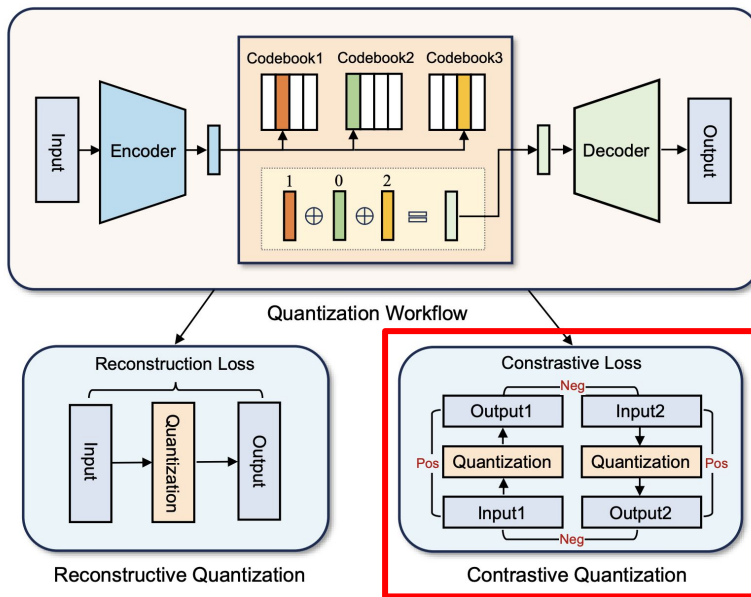 Codebook1 Codebook2 Codebook3
Input
Encoder
Decoder
Output
1 0 2
Quantization Workflow
Reconstruction Loss
Input
Quantization
Output
Reconstructive Quantization
Constrastive Loss
Neg
Output1 Input2
Pos Quantization Quantization Pos
Input1 Output2
Neg
Contrastive Quantization